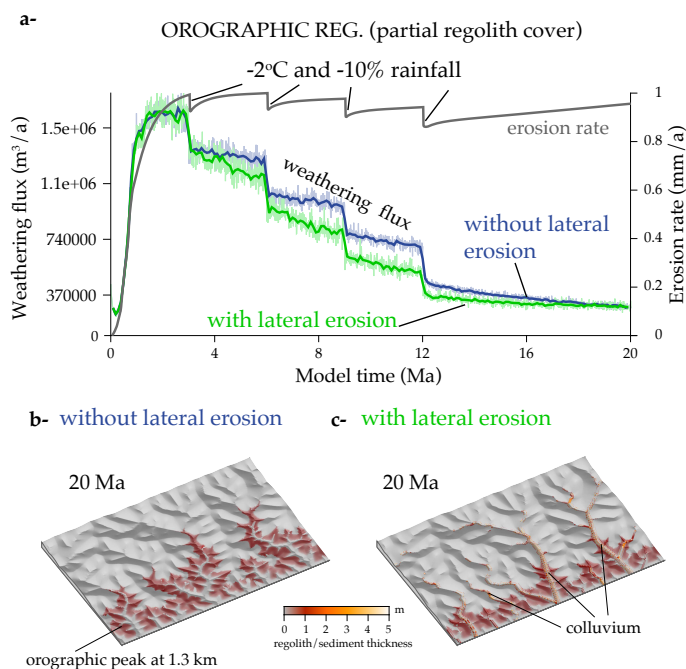 a-
OROGRAPHIC REG. (partial regolith cover)
-2°C and -10% rainfall
Weathering flux (m³/a)
1.5e+06
1.1e+06
740000
370000
0
1
0.8
0.6
0.4
0.2
0
Erosion rate (mm/a)
erosion rate
weathering flux
without lateral
erosion
with lateral erosion
0 4 8 12 16 20
Model time (Ma)
b- without lateral erosion
20 Ma
orographic peak at 1.3 km
c- with lateral erosion
20 Ma
colluvium
m
0 1 2 3 4 5
regolith/sediment thickness